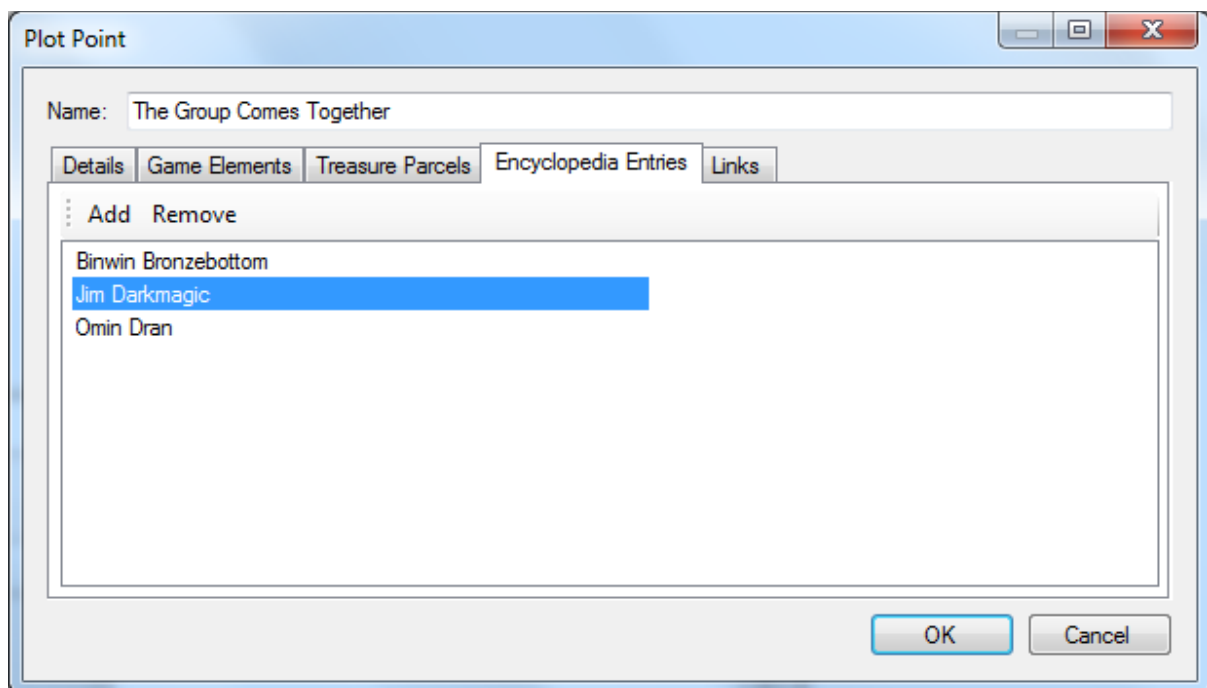 Plot Point
Name: The Group Comes Together
Details Game Elements Treasure Parcels Encyclopedia Entries Links
Add Remove
Binwin Bronzebottom
Jim Darkmagic
Omin Dran
OK Cancel